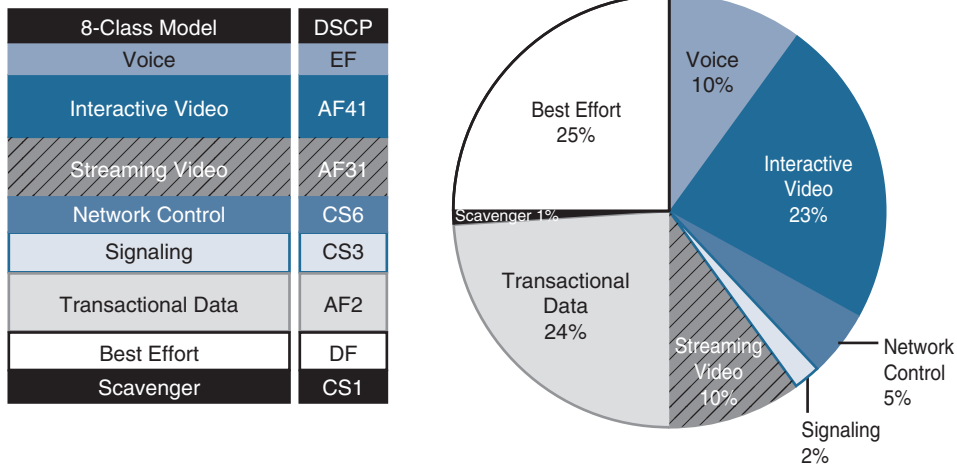 8-Class Model DSCP
Voice EF
Interactive Video AF41
Streaming Video AF31
Network Control CS6
Signaling CS3
Transactional Data AF2
Best Effort DF
Scavenger CS1
Voice
10%
Best Effort
25%
Interactive
Video
23%
Scavenger 1%
Transactional
Data
24%
Streaming
Video
10%
Network
Control
5%
Signaling
2%